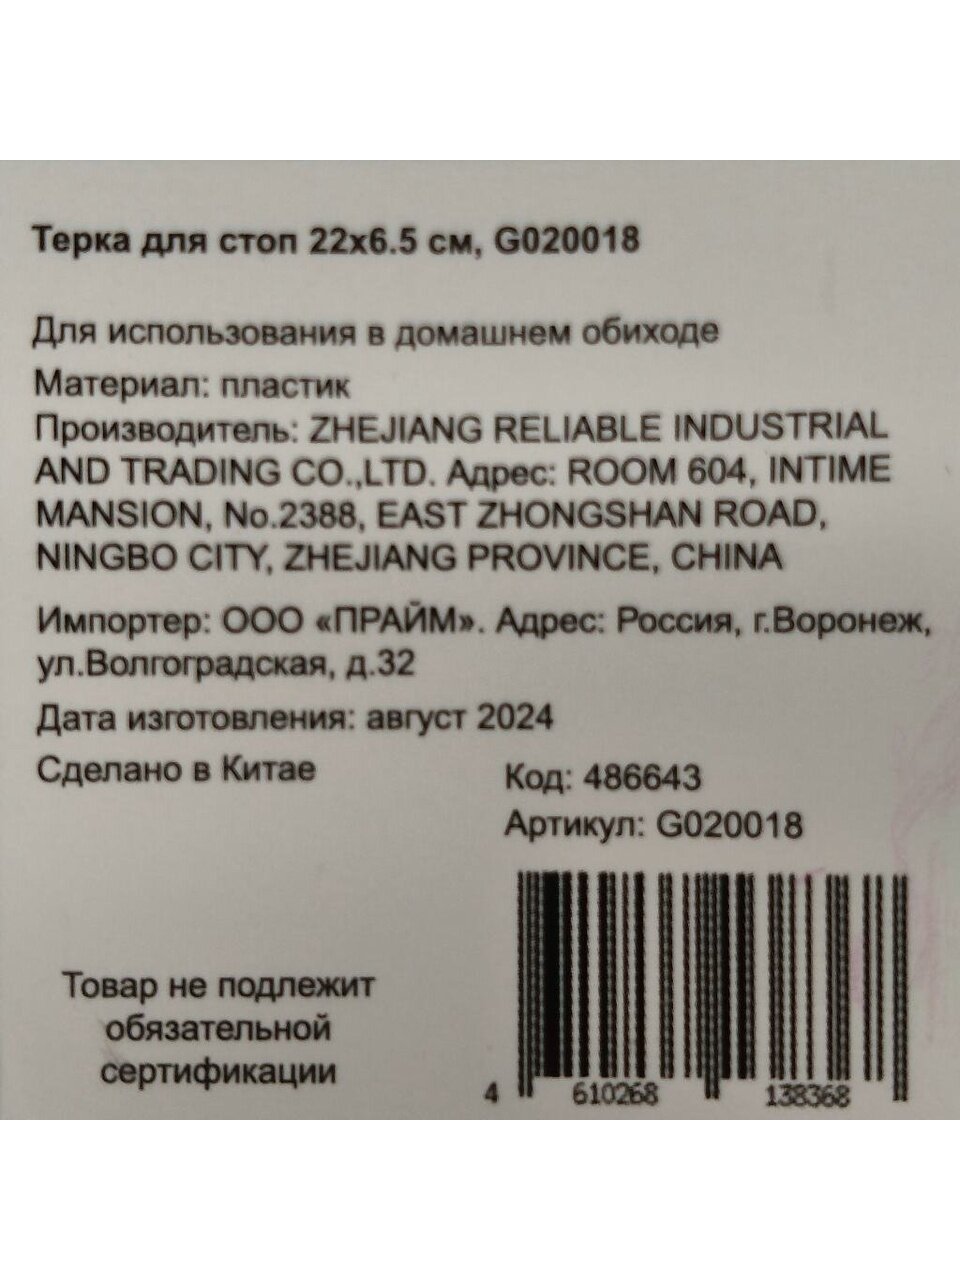 Терка для стоп 22х6.5 см, G020018
Для использования в домашнем обиходе
Материал: пластик
Производитель: ZHEJIANG RELIABLE INDUSTRIAL
AND TRADING CO.,LTD. Адрес: ROOM 604, INTIME
MANSION, No.2388, EAST ZHONGSHAN ROAD,
NINGBO CITY, ZHEJIANG PROVINCE, CHINA
Импортер: ООО «ПРАЙМ». Адрес: Россия, г.Воронеж,
ул.Волгоградская, д.32
Дата изготовления: август 2024
Сделано в Китае
Код: 486643
Артикул: G020018
Товар не подлежит
обязательной
сертификации
4 610268 138368